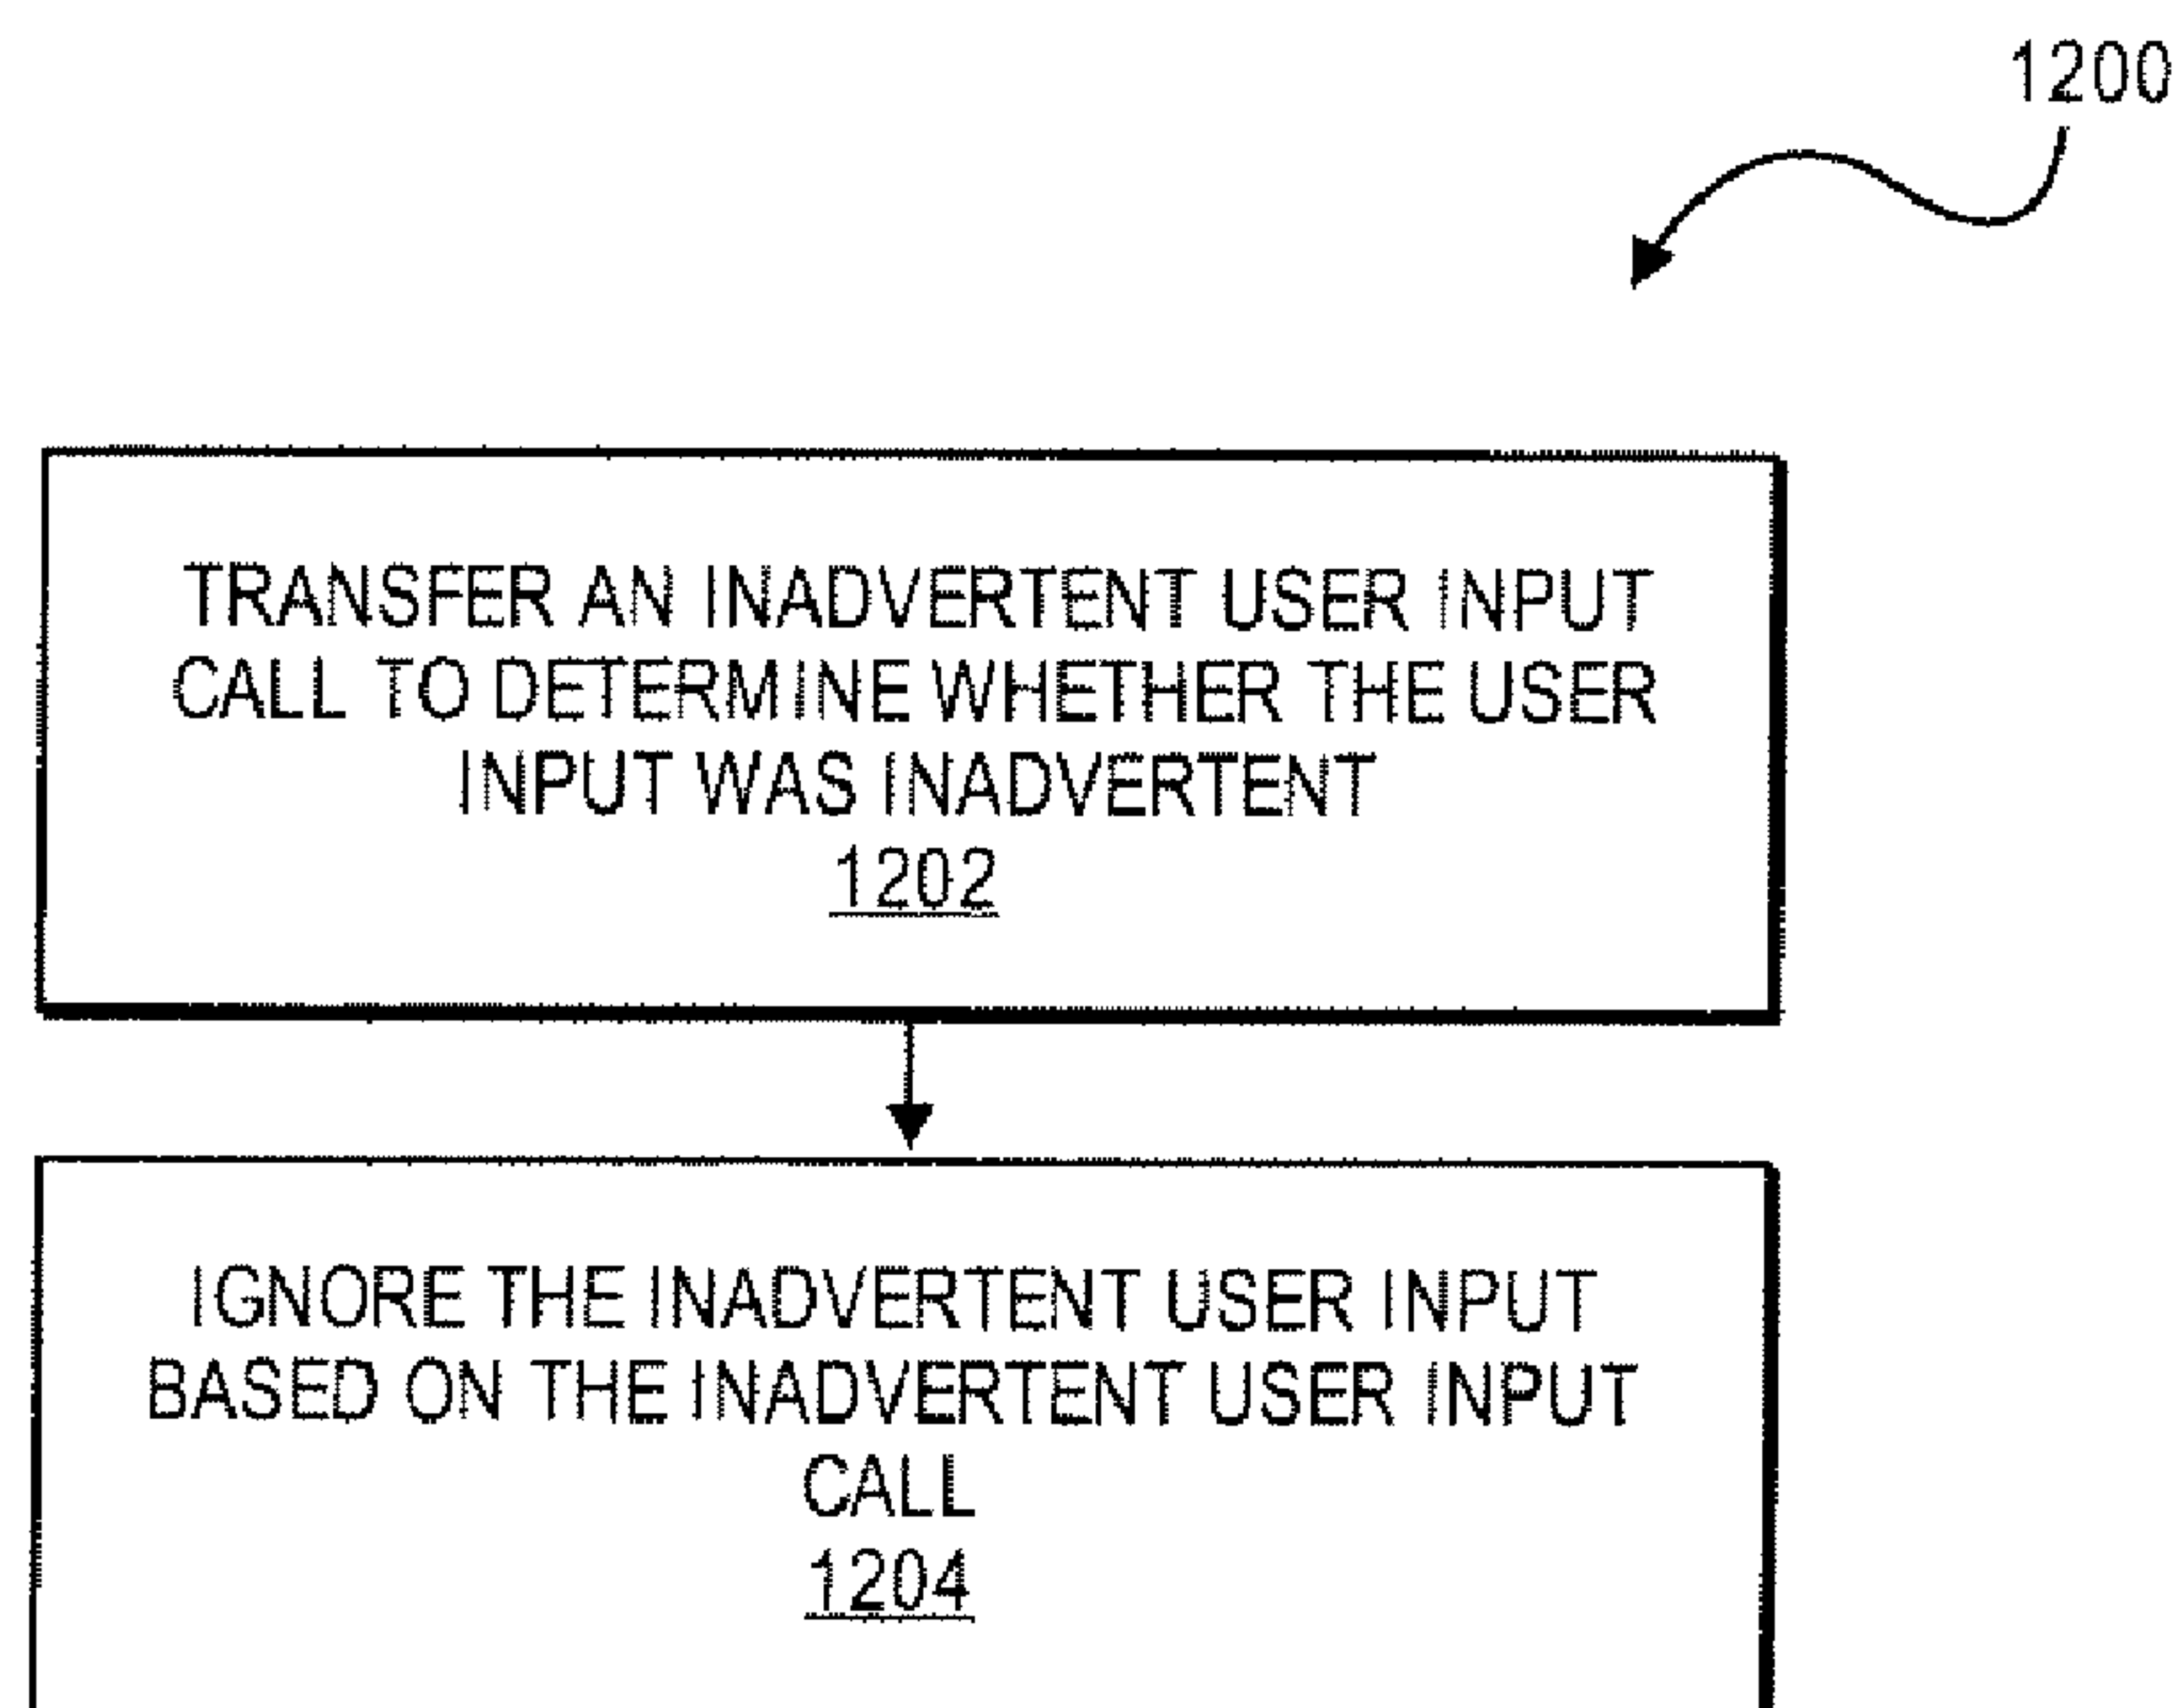 1200
TRANSFER AN INADVERTENT USER INPUT
CALL TO DETERMINE WHETHER THE USER
INPUT WAS INADVERTENT
1202
IGNORE THE INADVERTENT USER INPUT
BASED ON THE INADVERTENT USER INPUT
CALL
1204